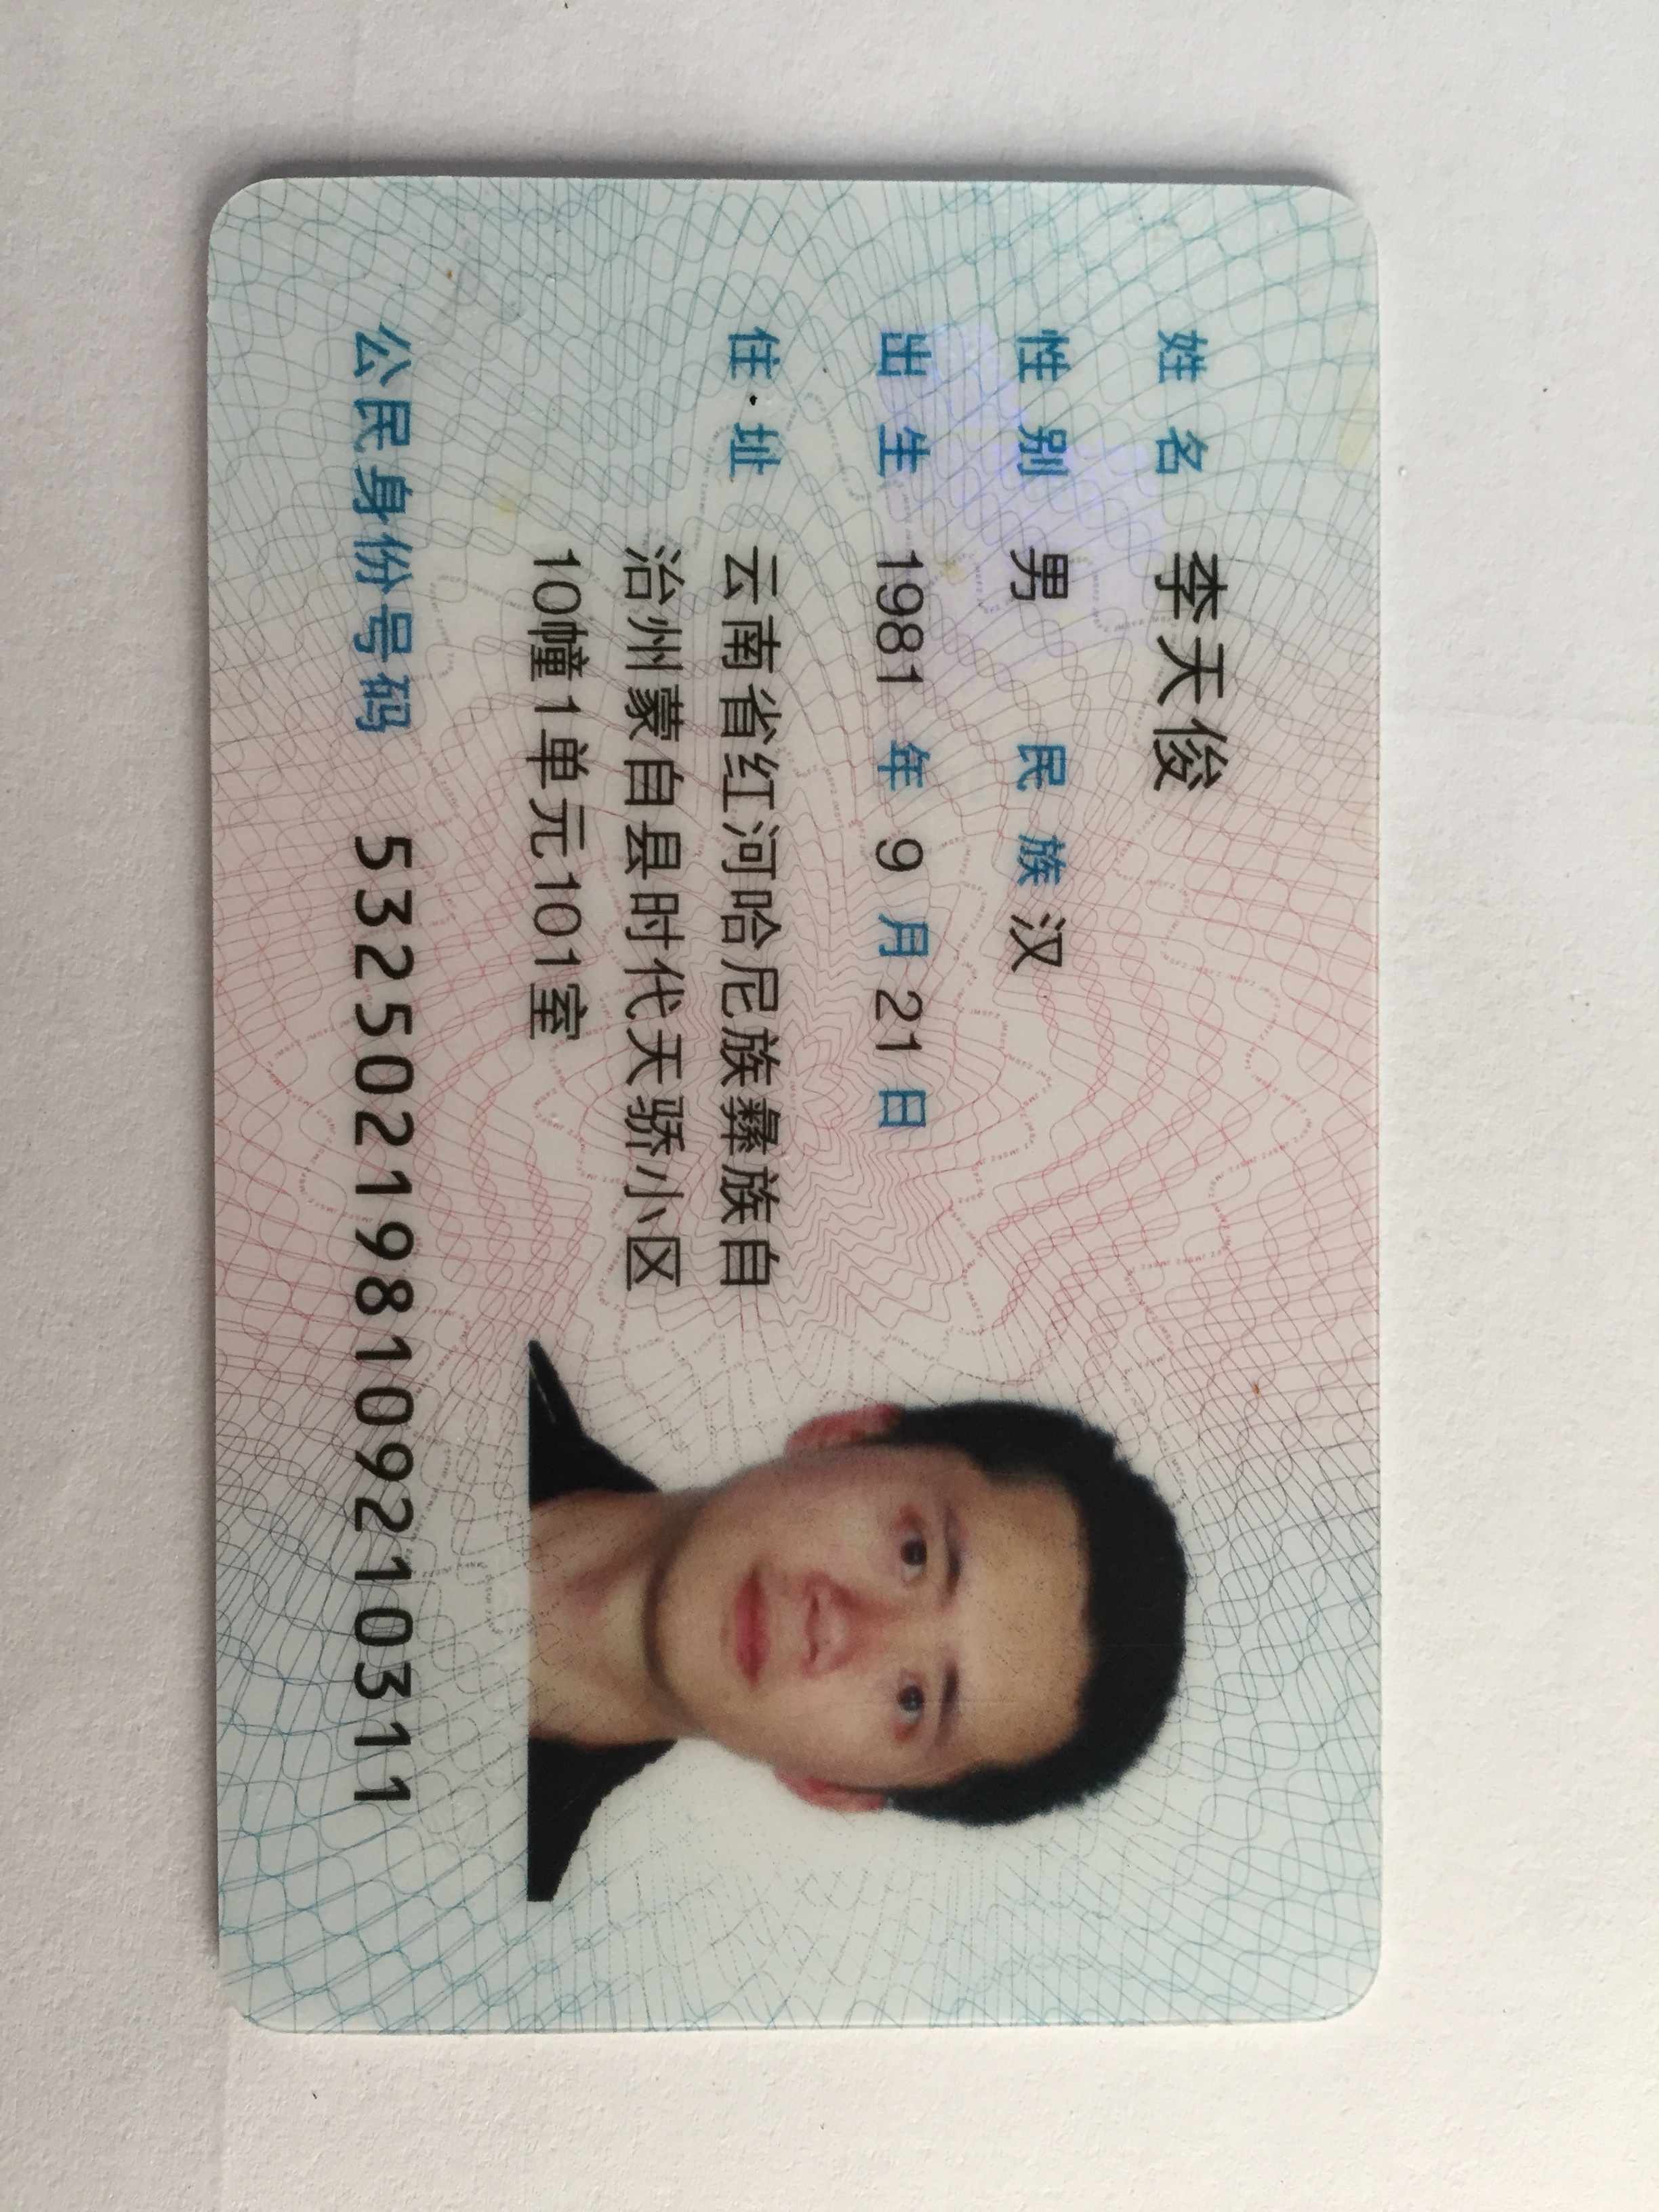 姓名 李天俊
性别 男 民族 汉
出生 1981 年 9 月 21 日
住址 云南省红河哈尼族彝族自
治州蒙自县时代天骄小区
10幢1单元101室
公民身份号码 532502198109210311